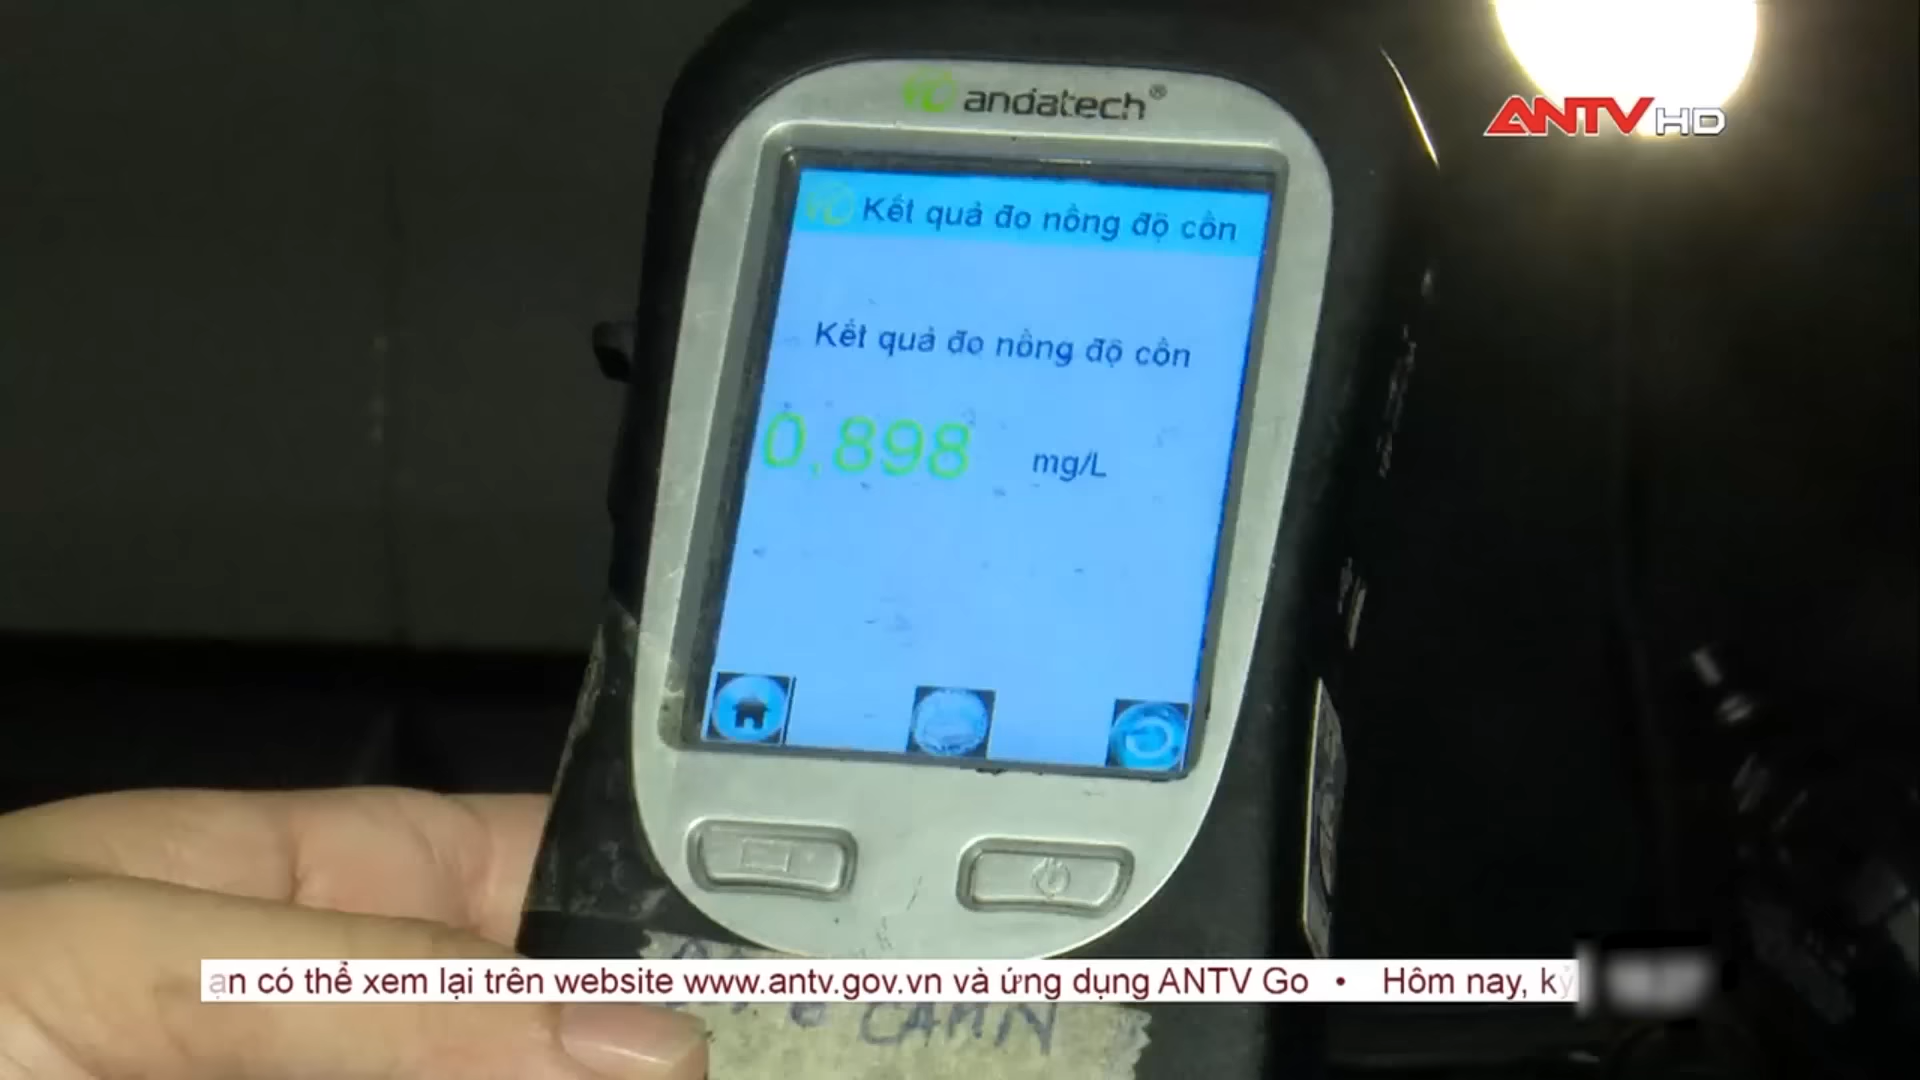 andatech®
ANTV HD
Kết quả đo nồng độ cồn
Kết quả đo nồng độ cồn
0.898 mg/L
ạn có thể xem lại trên website www.antv.gov.vn và ứng dụng ANTV Go • Hôm nay, kỳ
CAHN